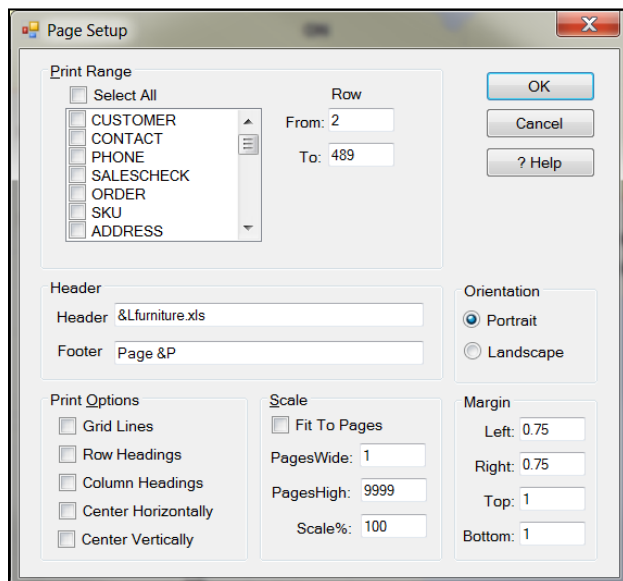 Page Setup
Print Range
Select All
Row
CUSTOMER
CONTACT
PHONE
SALESCHECK
ORDER
SKU
ADDRESS
From: 2
To: 489
OK
Cancel
? Help
Header
Header &Lfurniture.xls
Footer Page &P
Orientation
Portrait
Landscape
Print Options
Grid Lines
Row Headings
Column Headings
Center Horizontally
Center Vertically
Scale
Fit To Pages
PagesWide: 1
PagesHigh: 9999
Scale%: 100
Margin
Left: 0.75
Right: 0.75
Top: 1
Bottom: 1